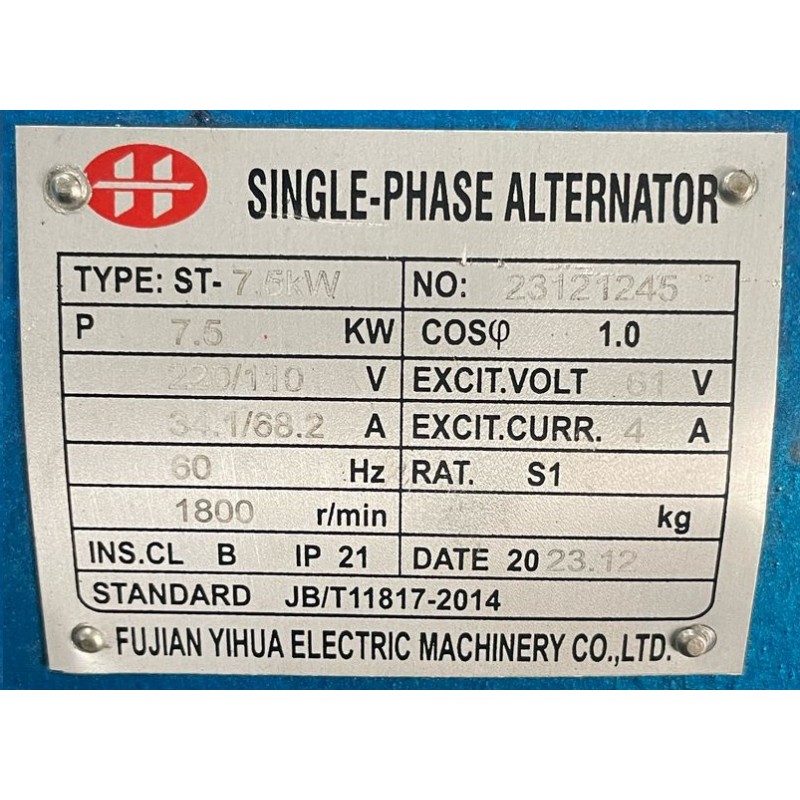 SINGLE-PHASE ALTERNATOR
TYPE: ST- 7.5kW NO: 23121245
P 7.5 KW COSφ 1.0
220/110 V EXCIT.VOLT 61 V
34.1/68.2 A EXCIT.CURR. 4 A
60 Hz RAT. S1
1800 r/min kg
INS.CL B IP 21 DATE 20 23.12
STANDARD JB/T11817-2014
FUJIAN YIHUA ELECTRIC MACHINERY CO.,LTD.